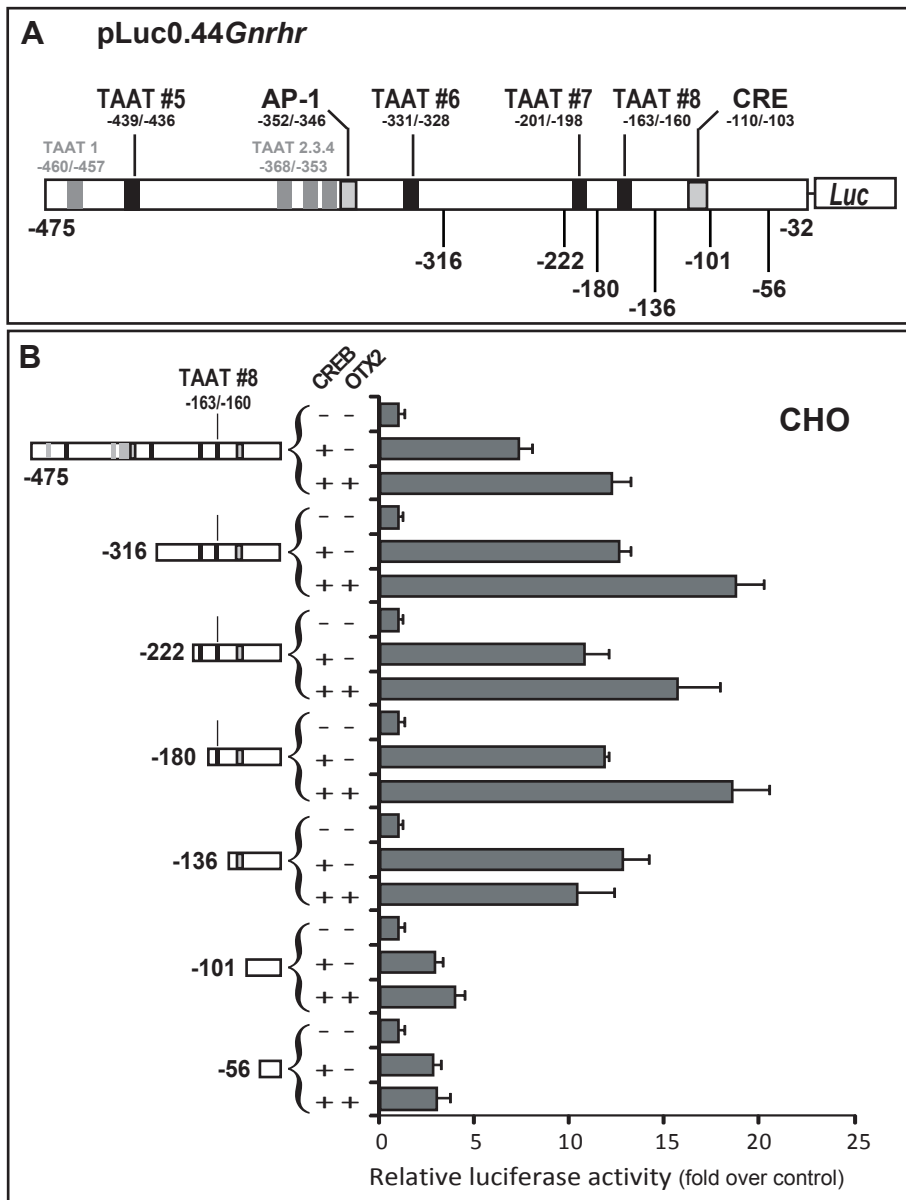 A pLuc0.44Gnrhr
TAAT #5 AP-1 TAAT #6 TAAT #7 TAAT #8 CRE
-439/-436 -352/-346 -331/-328 -201/-198 -163/-160 -110/-103
TAAT 1 TAAT 2.3.4
-460/-457 -368/-353
Luc
-475 -32
-316 -222 -101
-180 -56
-136
B
CREB OTX2
TAAT #8
-163/-160
CHO
- -
+ -
-475
+ +
- -
-316 + -
+ +
- -
-222 + -
+ +
- -
-180 + -
+ +
- -
-136 + -
+ +
- -
-101 + -
+ +
- -
-56 + -
+ +
0 5 10 15 20 25
Relative luciferase activity (fold over control)